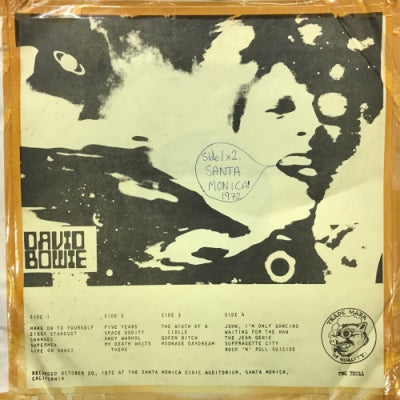 Side 1 x 2.
SANTA
MONICA!
1972
DAVID
BOWIE
SIDE 1
HANG ON TO YOURSELF
ZIGGY STARDUST
CHANGES
SUPERMEN
LIFE ON MARS?
SIDE 2
FIVE YEARS
SPACE ODDITY
ANDY WARHOL
MY DEATH WAITS
THERE
SIDE 3
THE WIDTH OF A
CIRCLE
QUEEN BITCH
MOONAGE DAYDREAM
SIDE 4
JOHN, I'M ONLY DANCING
WAITING FOR THE MAN
THE JEAN GENIE
SUFFRAGETTE CITY
ROCK 'N' ROLL SUICIDE
TRADE MARK
OF QUALITY
RECORDED OCTOBER 20, 1972 AT THE SANTA MONICA CIVIC AUDITORIUM, SANTA MONICA,
CALIFORNIA